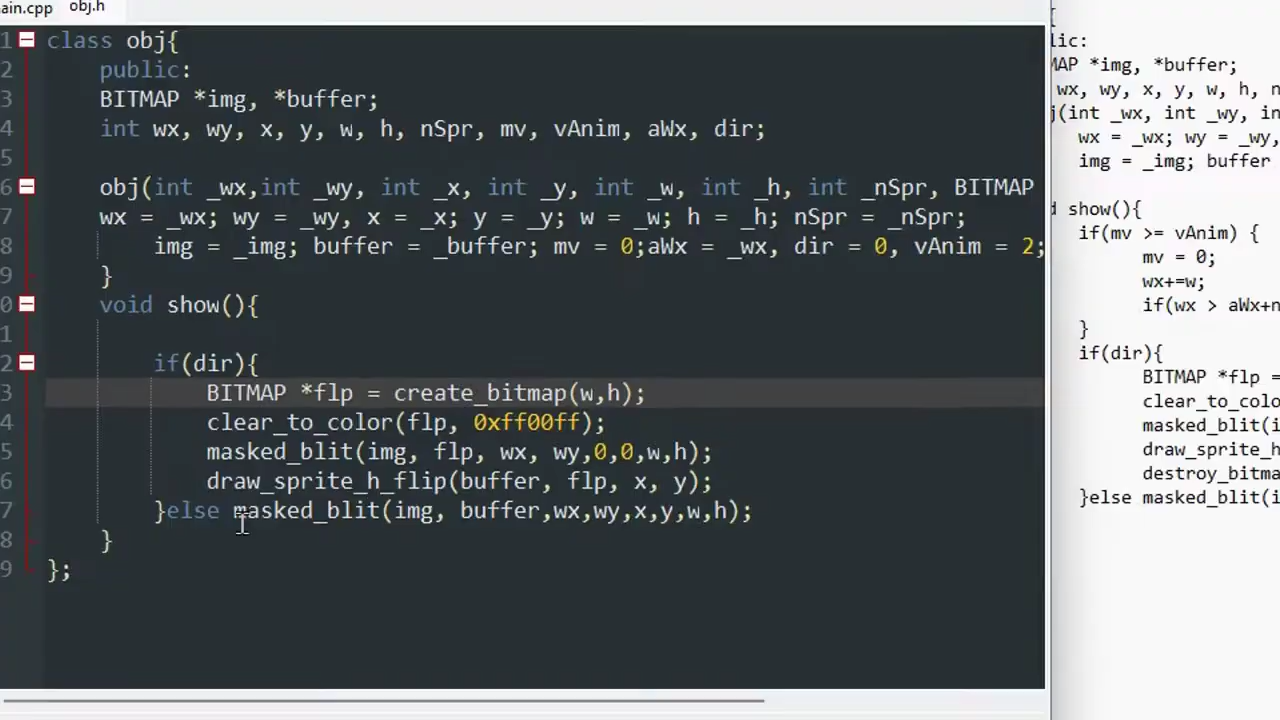 ain.cpp obj.h
1 class obj{
2 public:
3 BITMAP *img, *buffer;
4 int wx, wy, x, y, w, h, nSpr, mv, vAnim, aWx, dir;
5
6 obj(int _wx,int _wy, int _x, int _y, int _w, int _h, int _nSpr, BITMAP
7 wx = _wx; wy = _wy, x = _x; y = _y; w = _w; h = _h; nSpr = _nSpr;
8 img = _img; buffer = _buffer; mv = 0;aWx = _wx, dir = 0, vAnim = 2;
9 }
0 void show(){
1
2 if(dir){
3 BITMAP *flp = create_bitmap(w,h);
4 clear_to_color(flp, 0xff00ff);
5 masked_blit(img, flp, wx, wy,0,0,w,h);
6 draw_sprite_h_flip(buffer, flp, x, y);
7 }else masked_blit(img, buffer,wx,wy,x,y,w,h);
8 }
9 };
{
lic:
MAP *img, *buffer;
wx, wy, x, y, w, h, n
j(int _wx, int _wy, in
wx = _wx; wy = _wy,
img = _img; buffer
d show(){
if(mv >= vAnim) {
mv = 0;
wx+=w;
if(wx > aWx+n
}
if(dir){
BITMAP *flp =
clear_to_colo
masked_blit(i
draw_sprite_h
destroy_bitma
}else masked_blit(i